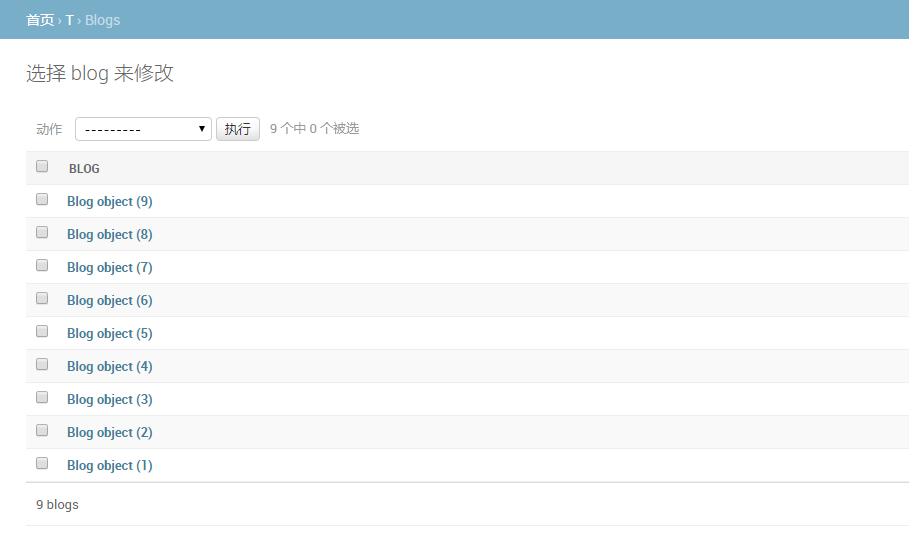 首页 › T › Blogs
选择 blog 来修改
动作 --------- 执行 9 个中 0 个被选
BLOG
Blog object (9)
Blog object (8)
Blog object (7)
Blog object (6)
Blog object (5)
Blog object (4)
Blog object (3)
Blog object (2)
Blog object (1)
9 blogs